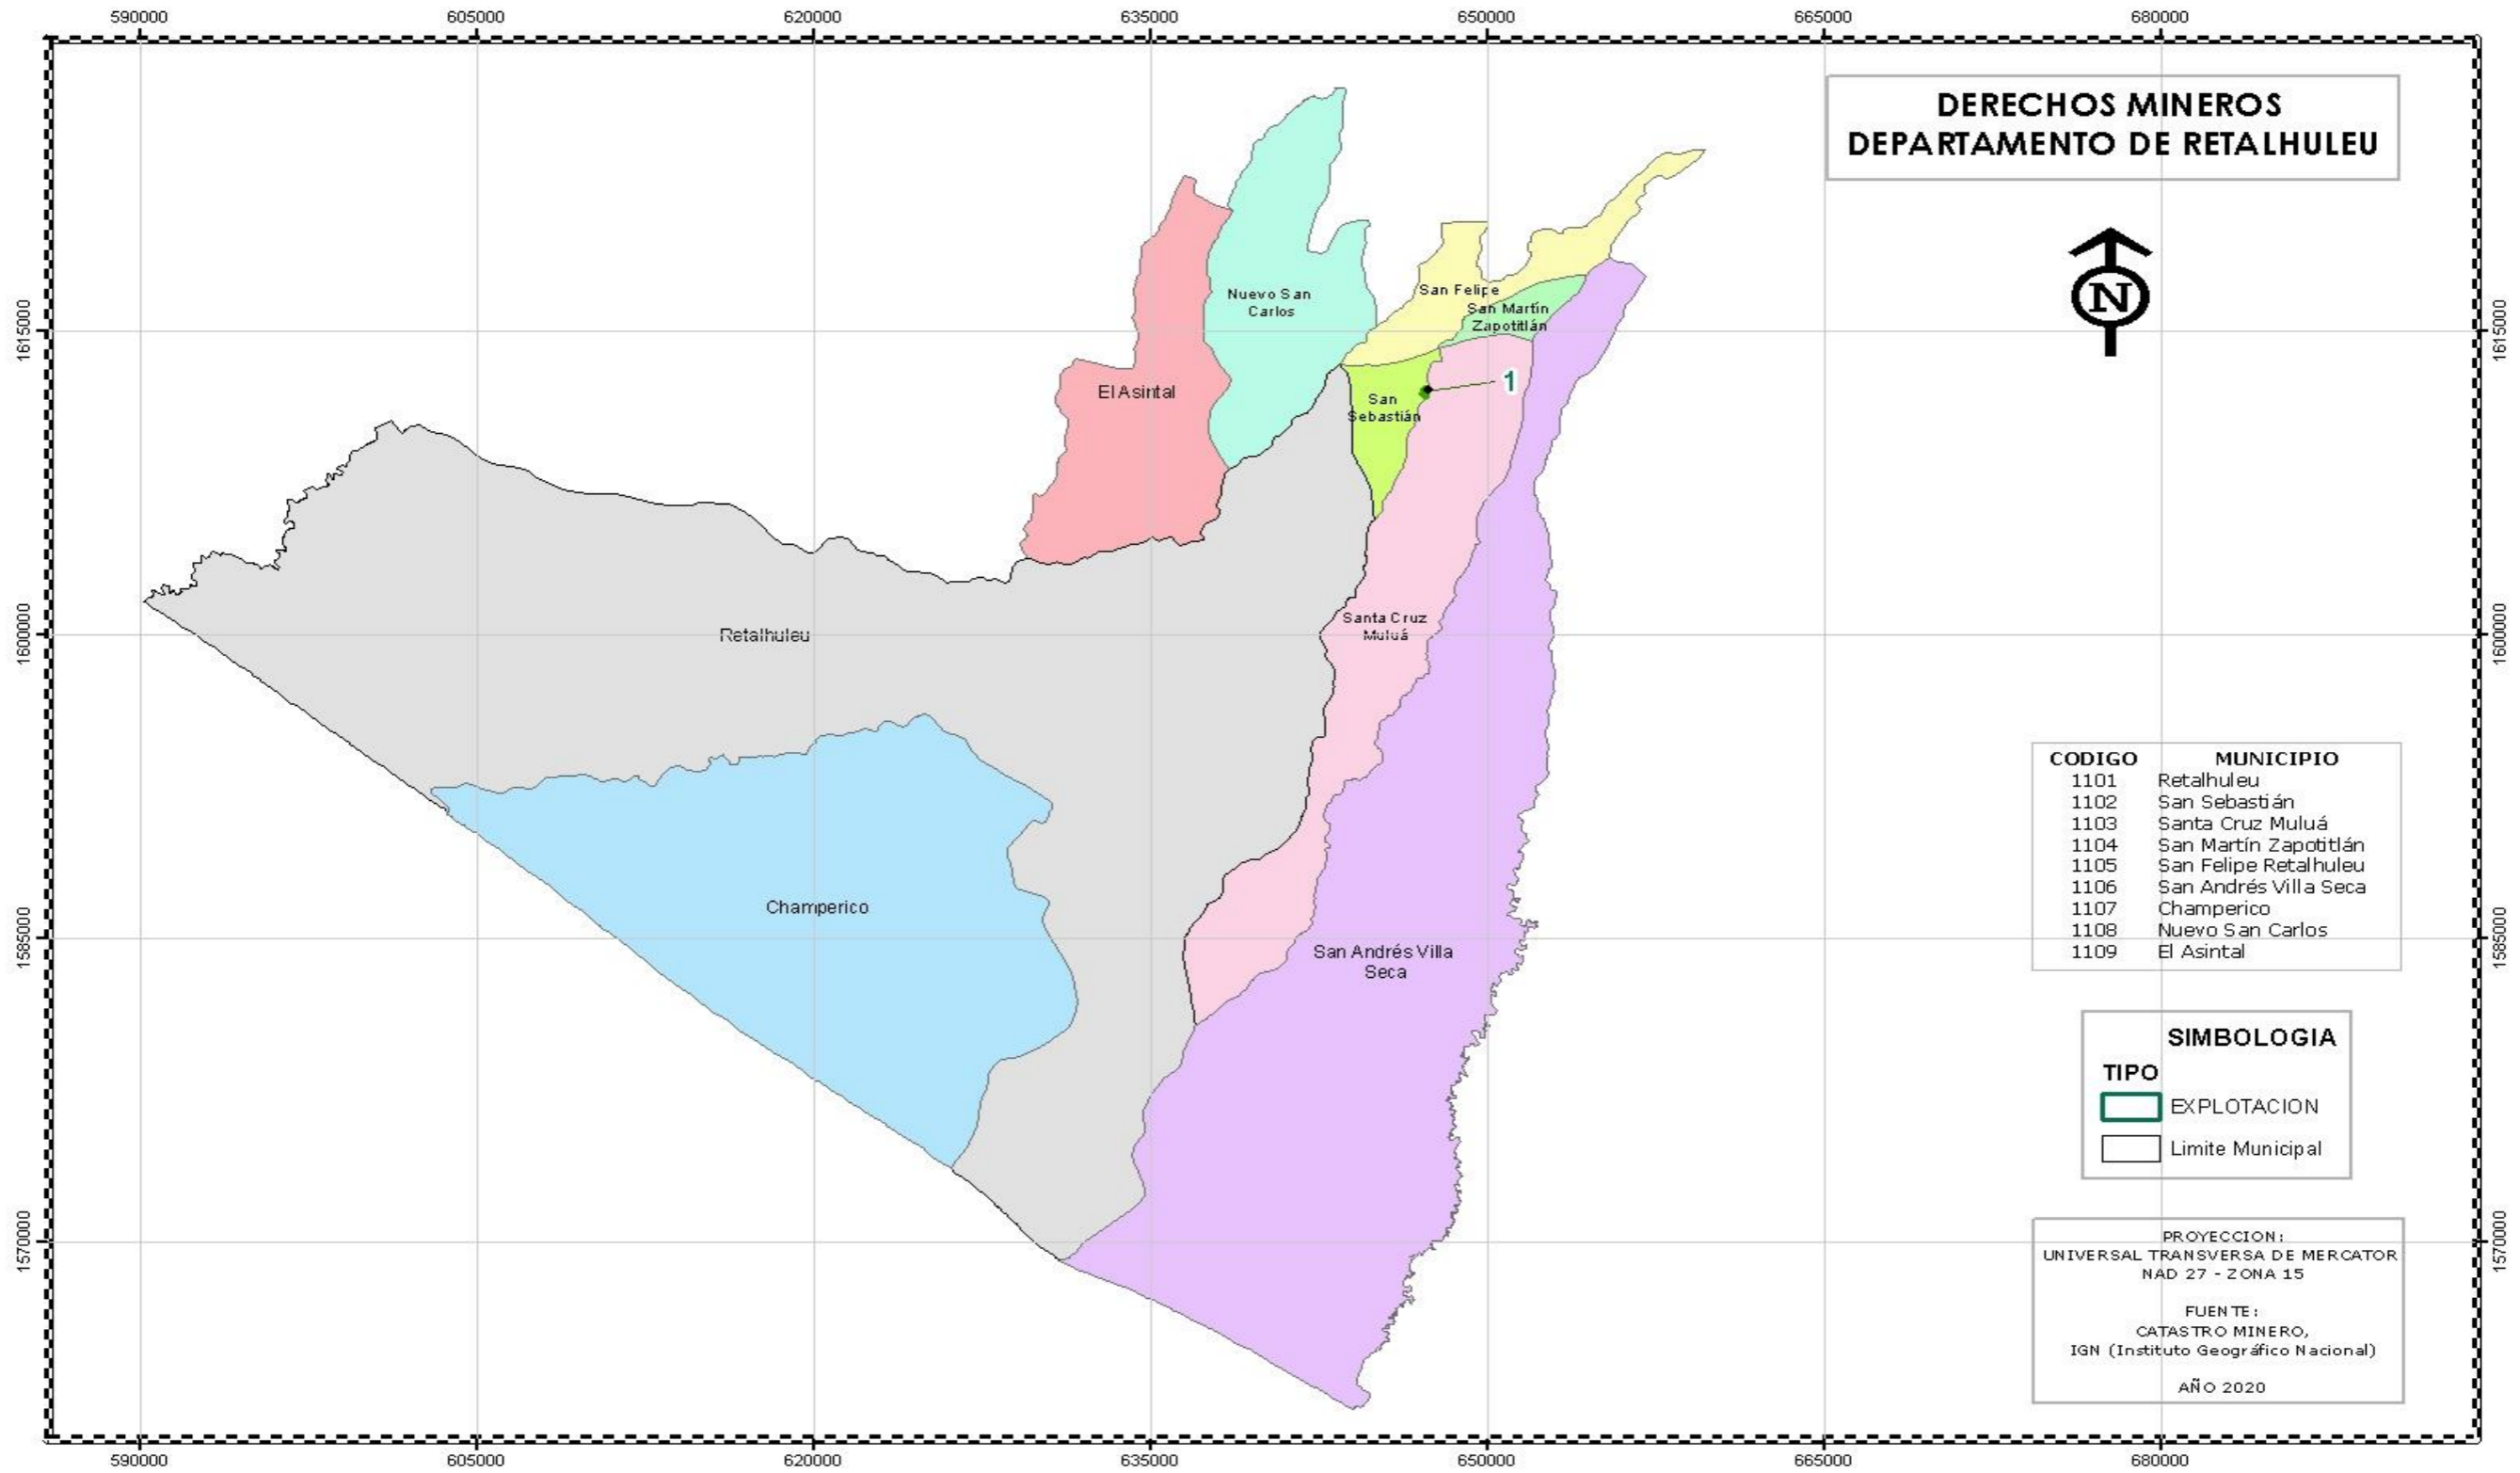 590000
605000
620000
635000
650000
665000
680000
DERECHOS MINEROS
DEPARTAMENTO DE RETALHULEU
N
1615000
1600000
1585000
1570000
1615000
1600000
1585000
1570000
Nuevo San
Carlos
San Felipe
San Martín
Zapotitlán
El Asintal
San
Sebastián
1
Retalhuleu
Santa Cruz
Muluá
Champerico
San Andrés Villa
Seca
CODIGO MUNICIPIO
1101 Retalhuleu
1102 San Sebastián
1103 Santa Cruz Muluá
1104 San Martín Zapotitlán
1105 San Felipe Retalhuleu
1106 San Andrés Villa Seca
1107 Champerico
1108 Nuevo San Carlos
1109 El Asintal
SIMBOLOGIA
TIPO
EXPLOTACION
Limite Municipal
PROYECCION:
UNIVERSAL TRANSVERSA DE MERCATOR
NAD 27 - ZONA 15
FUENTE:
CATASTRO MINERO,
IGN (Instituto Geográfico Nacional)
AÑO 2020
590000
605000
620000
635000
650000
665000
680000